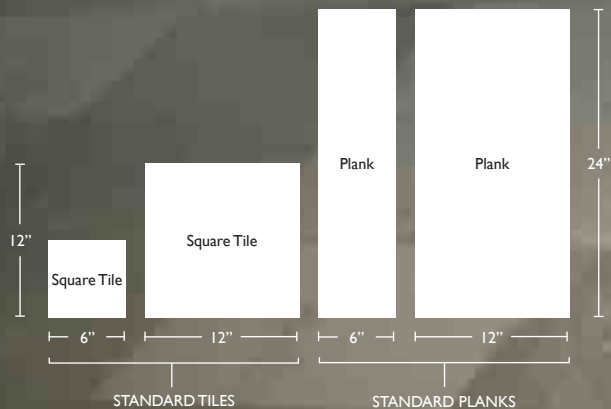 Plank
Plank
24”
12”
Square Tile
Square Tile
6”
12”
6”
12”
STANDARD TILES
STANDARD PLANKS